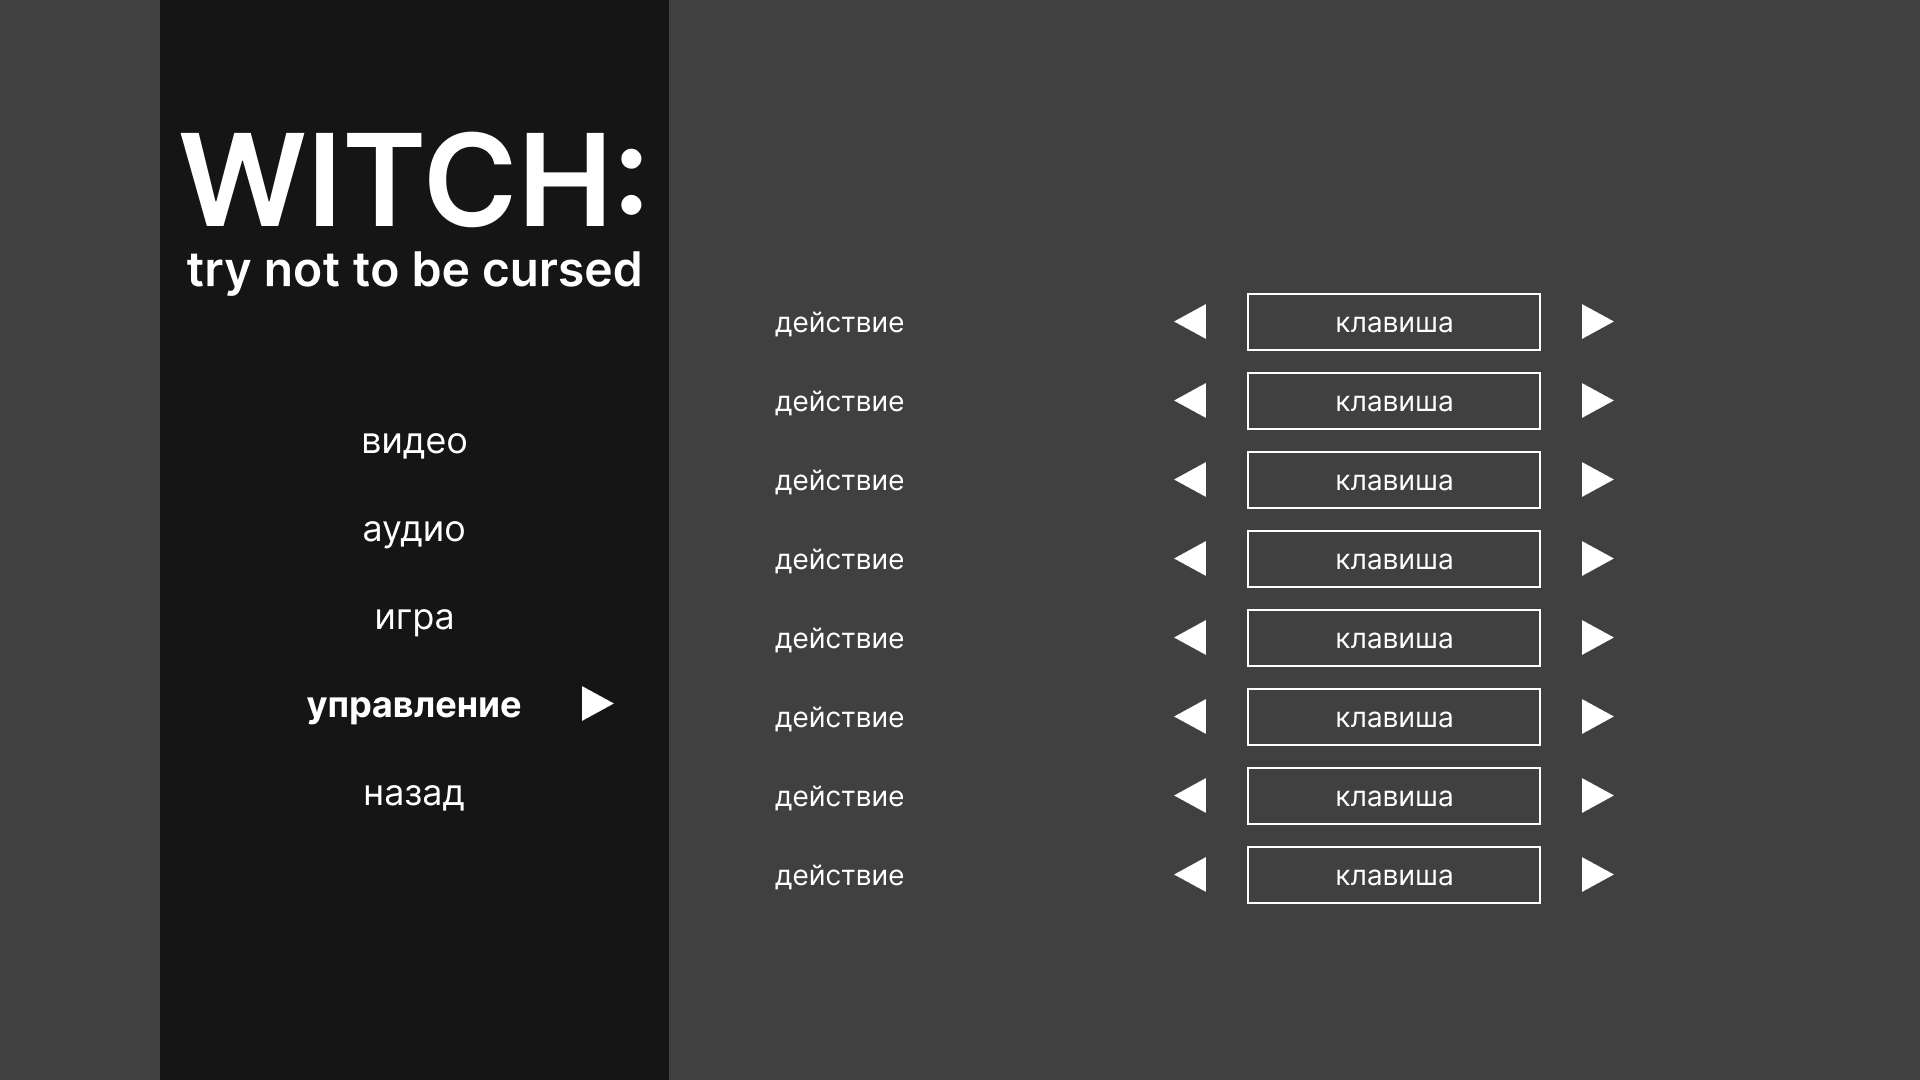 WITCH:
try not to be cursed
видео
аудио
игра
управление
назад
действие клавиша
действие клавиша
действие клавиша
действие клавиша
действие клавиша
действие клавиша
действие клавиша
действие клавиша